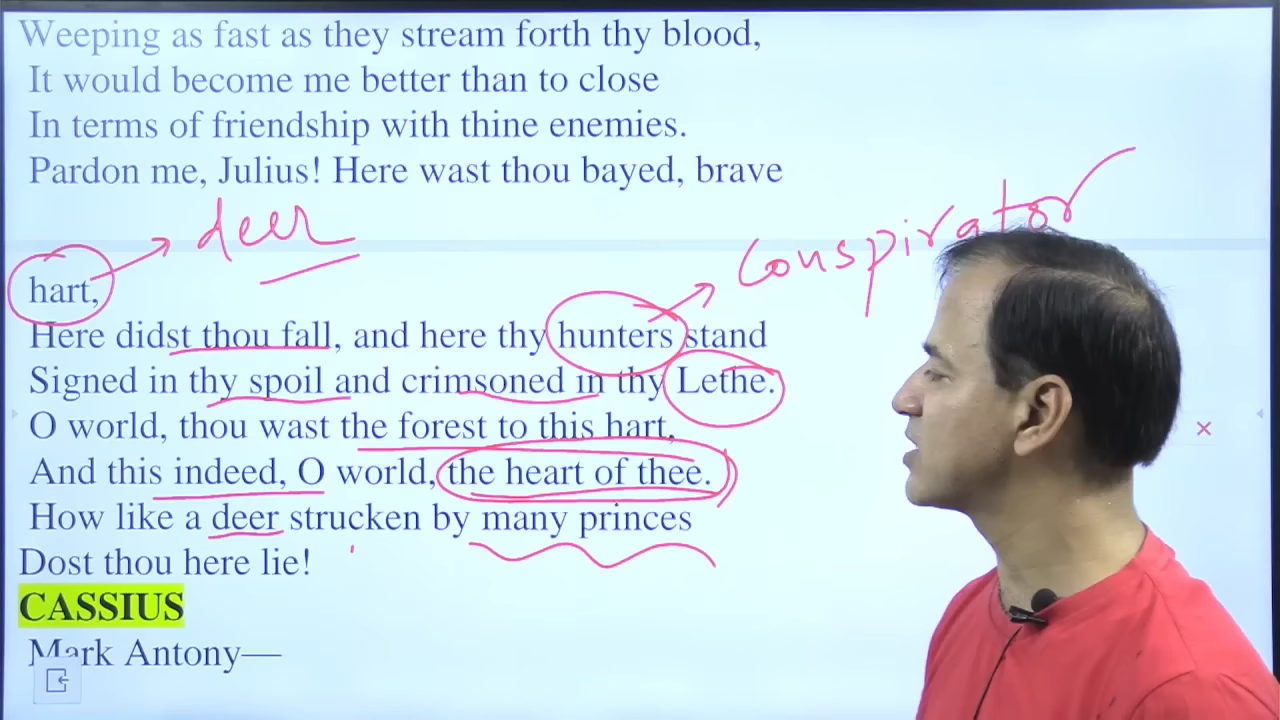 Weeping as fast as they stream forth thy blood,
It would become me better than to close
In terms of friendship with thine enemies.
Pardon me, Julius! Here wast thou bayed, brave
deer
conspirator
hart,
Here didst thou fall, and here thy hunters stand
Signed in thy spoil and crimsoned in thy Lethe.
O world, thou wast the forest to this hart,
And this indeed, O world, the heart of thee.
How like a deer strucken by many princes
Dost thou here lie!
CASSIUS
Mark Antony—